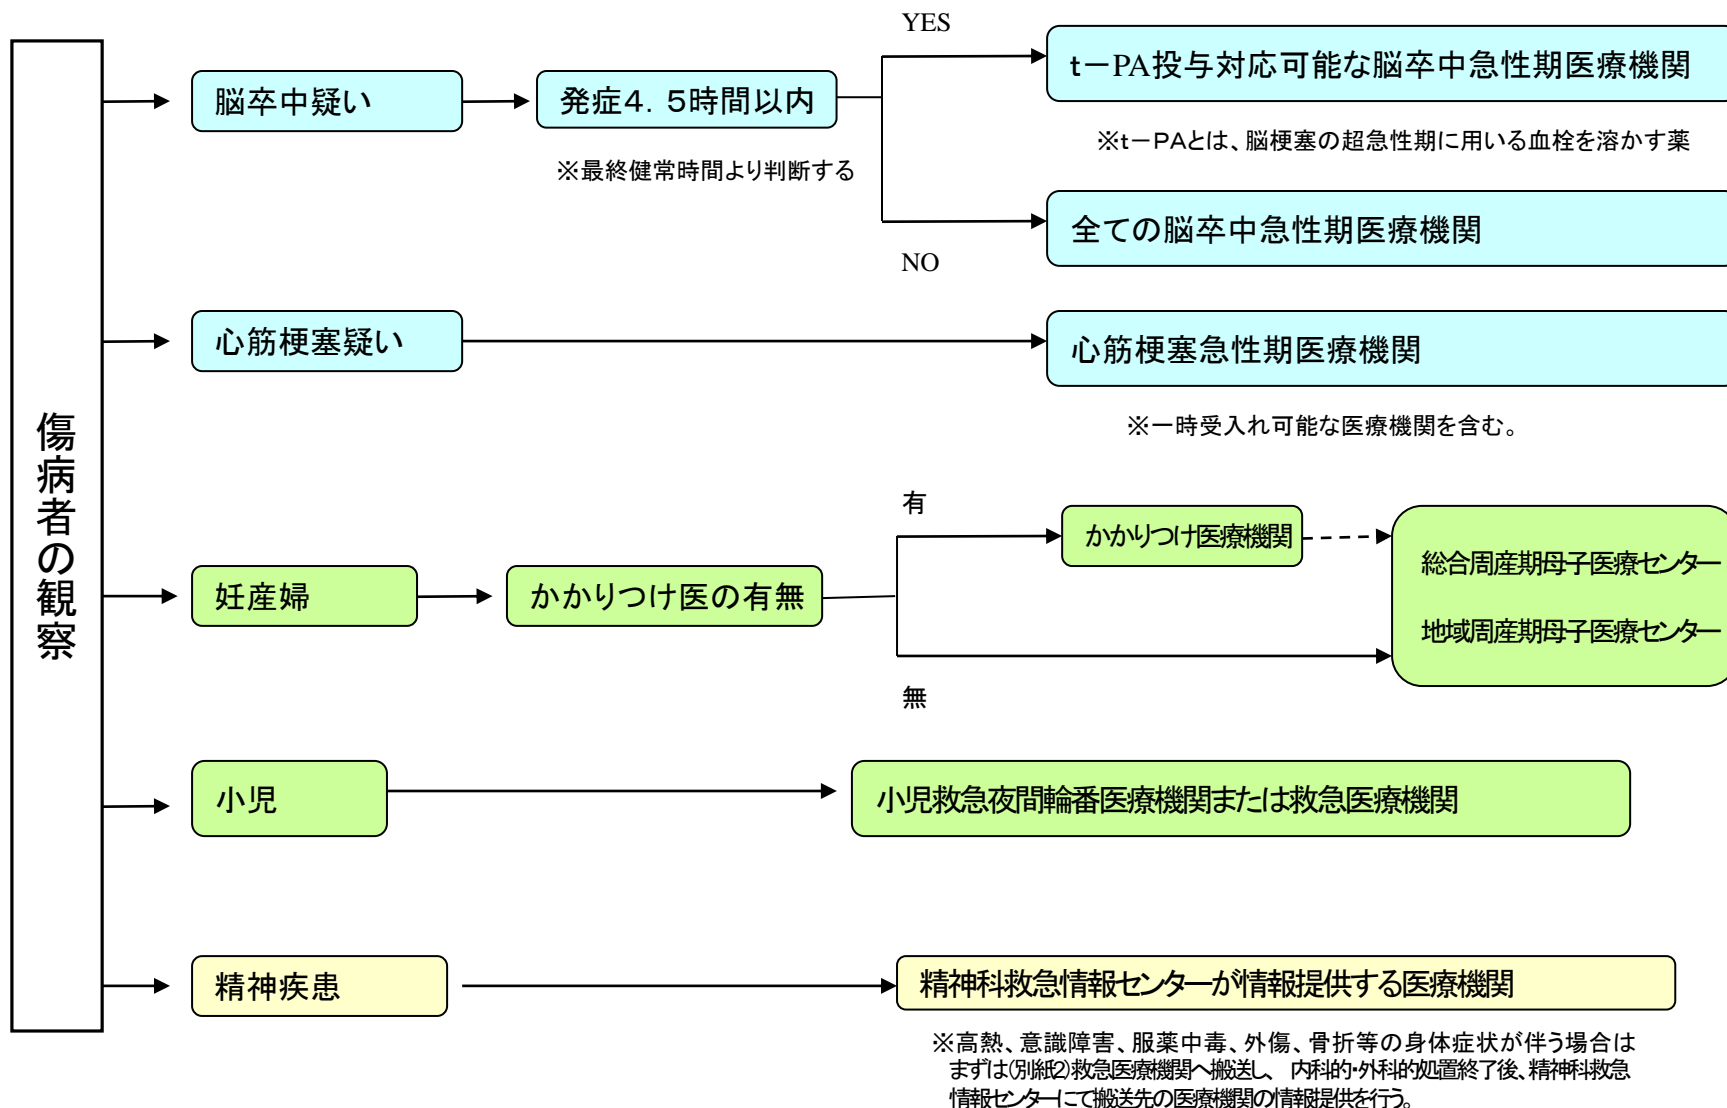 傷病者の観察
脳卒中疑い
発症4．5時間以内
※最終健常時間より判断する
YES
t－PA投与対応可能な脳卒中急性期医療機関
※t－PAとは、脳梗塞の超急性期に用いる血栓を溶かす薬
NO
全ての脳卒中急性期医療機関
心筋梗塞疑い
心筋梗塞急性期医療機関
※一時受入れ可能な医療機関を含む。
妊産婦
かかりつけ医の有無
有
かかりつけ医療機関
総合周産期母子医療センター
地域周産期母子医療センター
無
小児
小児救急夜間輪番医療機関または救急医療機関
精神疾患
精神科救急情報センターが情報提供する医療機関
※高熱、意識障害、服薬中毒、外傷、骨折等の身体症状が伴う場合は
まずは(別紙2)救急医療機関へ搬送し、 内科的・外科的処置終了後、精神科救急
情報センターにて搬送先の医療機関の情報提供を行う。